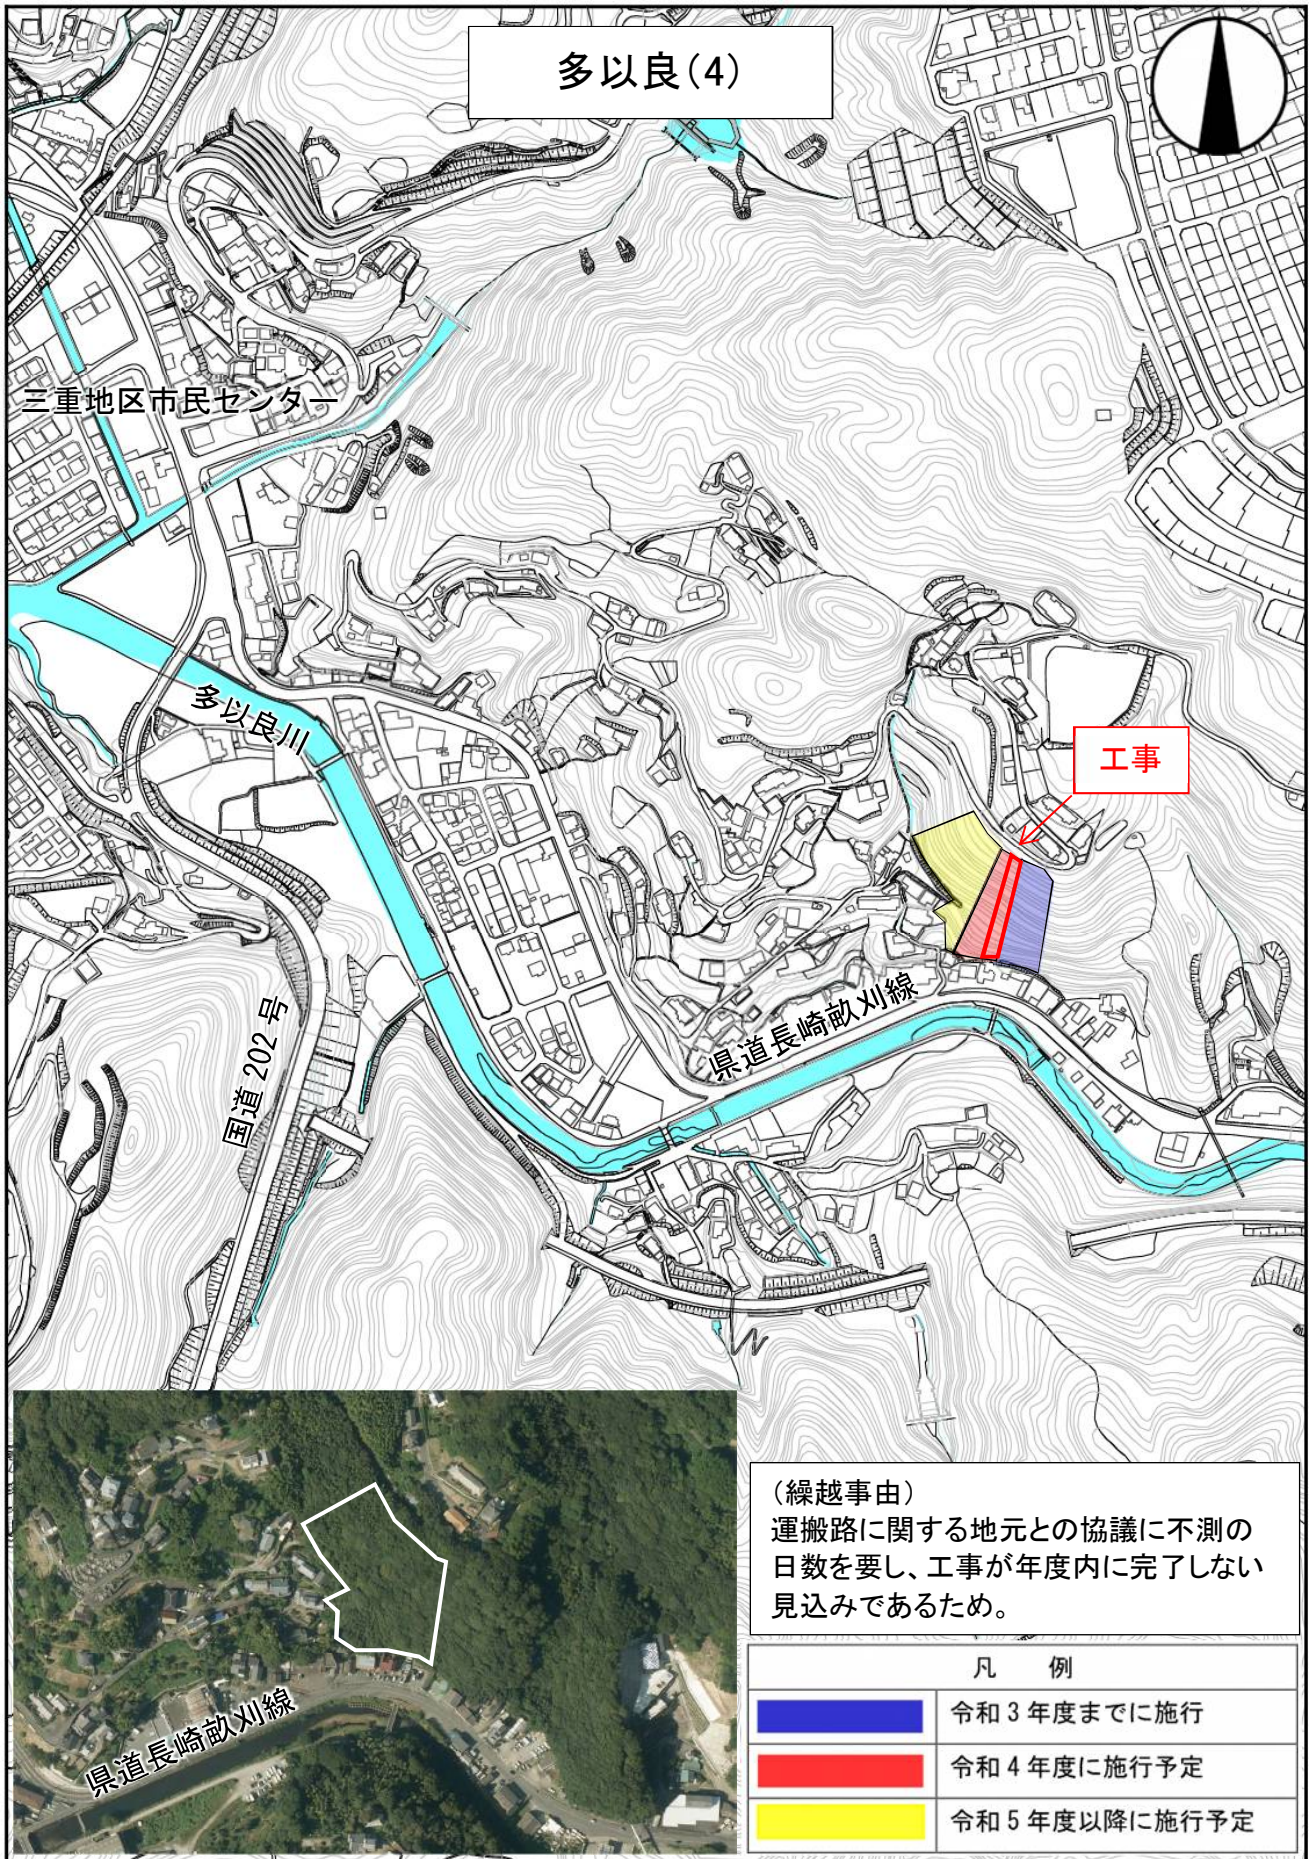 多以良(4)
三重地区市民センター
多以良川
工事
国道 202 号
県道長崎畝刈線
(繰越事由)
運搬路に関する地元との協議に不測の
日数を要し、工事が年度内に完了しない
見込みであるため。
県道長崎畝刈線
凡 例
令和 3 年度までに施行
令和 4 年度に施行予定
令和 5 年度以降に施行予定